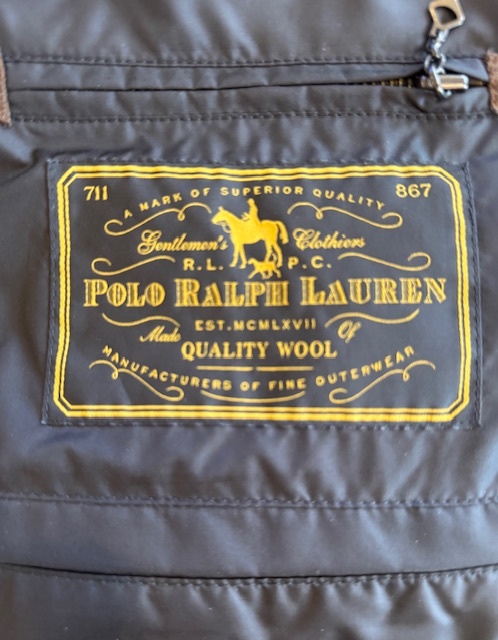 711 867
A MARK OF SUPERIOR QUALITY
Gentlemen's Clothiers
R.L. P.C.
POLO RALPH LAUREN
EST. MCMLXVII
Made Of
QUALITY WOOL
MANUFACTURERS OF FINE OUTERWEAR